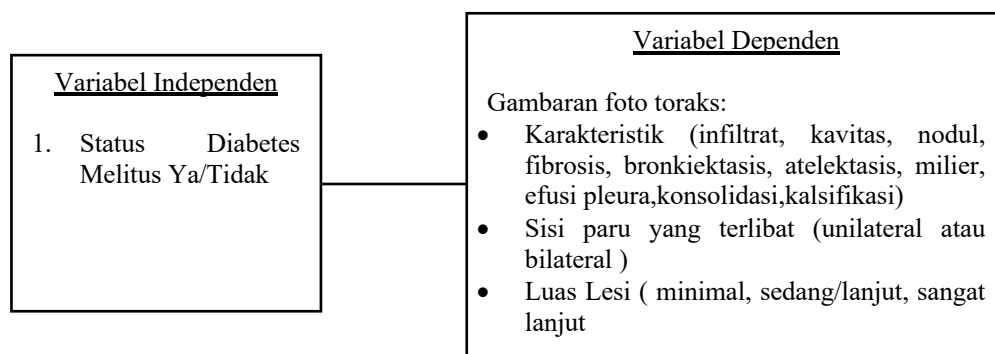 Variabel Independen
1. Status Diabetes
Melitus Ya/Tidak
Variabel Dependen
Gambaran foto toraks:
• Karakteristik (infiltrat, kavitas, nodul,
fibrosis, bronkiektasis, atelektasis, milier,
efusi pleura,konsolidasi,kalsifikasi)
• Sisi paru yang terlibat (unilateral atau
bilateral )
• Luas Lesi ( minimal, sedang/lanjut, sangat
lanjut